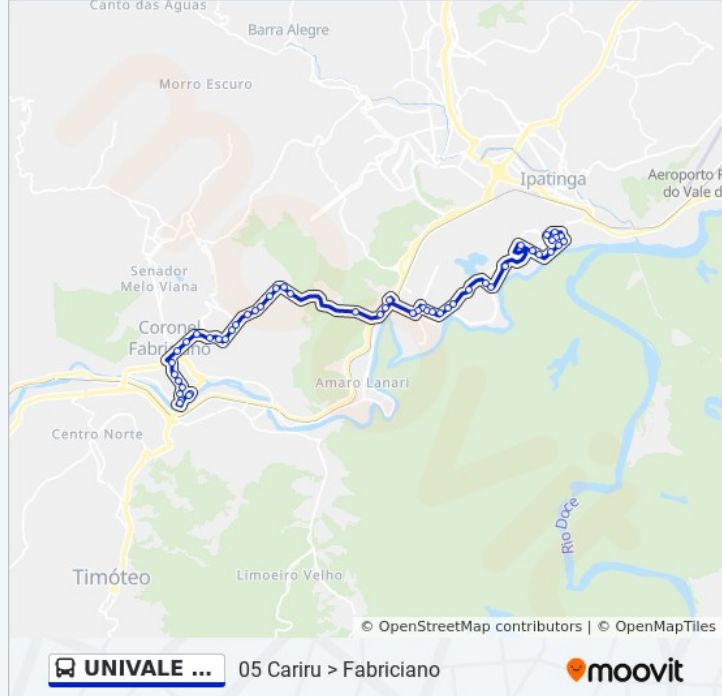 Canto das Águas
Barra Alegre
Morro Escuro
Ipatinga
Aeroporto R
do Vale d
Senador
Melo Viana
Coronel
Fabriciano
Amaro Lanari
Centro Norte
Rio Doce
Timóteo
Limoeiro Velho
© OpenStreetMap contributors | © OpenMapTiles
UNIVALE ... 05 Cariru > Fabriciano moovit